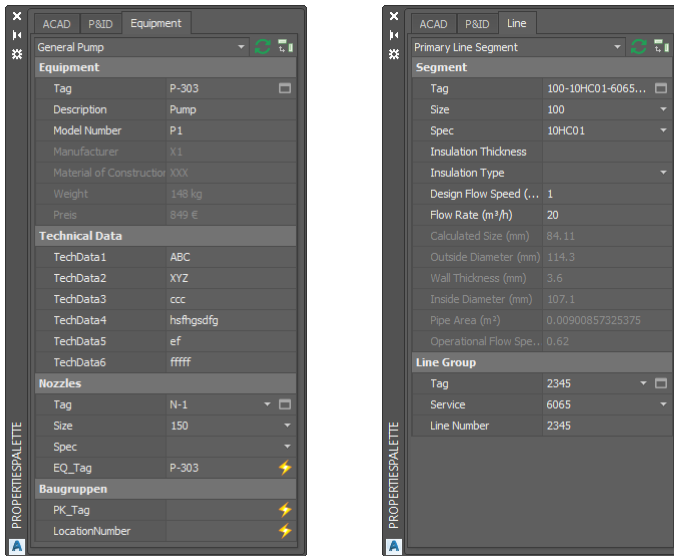 ACAD P&ID Equipment
General Pump
Equipment
Tag P-303
Description Pump
Model Number P1
Manufacturer X1
Material of Construction XXX
Weight 148 kg
Preis 849 €
Technical Data
TechData1 ABC
TechData2 XYZ
TechData3 ccc
TechData4 hsfhgsdfg
TechData5 ef
TechData6 fffff
Nozzles
Tag N-1
Size 150
Spec
EQ_Tag P-303
Baugruppen
PK_Tag
LocationNumber
PROPERTIESPALETTE
A
ACAD P&ID Line
Primary Line Segment
Segment
Tag 100-10HC01-6065...
Size 100
Spec 10HC01
Insulation Thickness
Insulation Type
Design Flow Speed (... 1
Flow Rate (m³/h) 20
Calculated Size (mm) 84.11
Outside Diameter (mm) 114.3
Wall Thickness (mm) 3.6
Inside Diameter (mm) 107.1
Pipe Area (m²) 0.00900857325375
Operational Flow Spe.. 0.62
Line Group
Tag 2345
Service 6065
Line Number 2345
PROPERTIESPALETTE
A